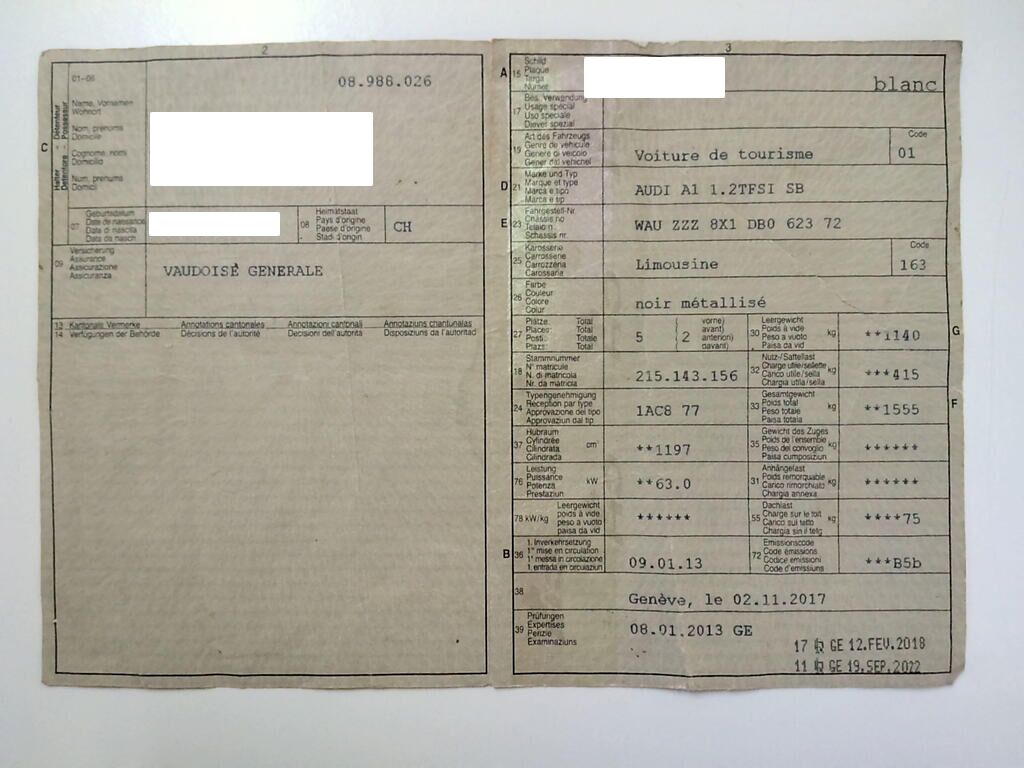 2
01-06
08.988.026
C
Halter Détenteur
Detentore Possessur
Name, Vornamen
Wohnort
Nom, prénoms
Domicile
Cognome, nomi
Domicilio
Num, prenums
Domicil
07
Geburtsdatum
Date de naissance
Data di nascita
Data da nasch.
08
Heimatstaat
Pays d'origine
Paese d'origine
Stadi d'origin
CH
09
Versicherung
Assurance
Assicurazione
Assicuranza
VAUDOISE GENERALE
13 Kantonale Vermerke Annotations cantonales Annotazioni cantonali Annotaziuns chantunalas
14 Verfügungen der Behörde Décisions de l'autorité Decisioni dell'autorità Disposiziuns da l'autoritad
3
A 15
Schild
Plaque
Targa
Numer
blanc
17
Bes. Verwendung
Usage spécial
Uso speciale
Diever spezial
19
Art des Fahrzeugs
Genre de véhicule
Genere di veicolo
Gener dal vehichel
Voiture de tourisme
Code
01
D 21
Marke und Typ
Marque et type
Marca e tipo
Marca e tip
AUDI A1 1.2TFSI SB
E 23
Fahrgestell-Nr.
Châssis no
Telaio n.
Schassis nr.
WAU ZZZ 8X1 DB0 623 72
25
Karosserie
Carrosserie
Carrozzeria
Carossaria
Limousine
Code
163
26
Farbe
Couleur
Colore
Colur
noir métallisé
27
Plätze: Total
Places: Total
Posti: Totale
Plazs: Total
5
( 2
vorne)
avant)
anteriori)
davant)
30
Leergewicht
Poids à vide
Peso a vuoto
Paisa da vid
kg
**1140
G
18
Stammnummer
N° matricule
N. di matricola
Nr. da matricla
215.143.156
32
Nutz-/Sattellast
Charge utile/sellette
Carico utile/sella
Chargia utila/sella
kg
***415
24
Typengenehmigung
Réception par type
Approvazione del tipo
Approvaziun dal tip
1AC8 77
33
Gesamtgewicht
Poids total
Peso totale
Paisa totala
kg
**1555
F
37
Hubraum
Cylindrée
Cilindrata
Cilindrada
cm³
**1197
35
Gewicht des Zuges
Poids de l'ensemble
Peso del convoglio
Paisa cumposiziun
kg
******
76
Leistung
Puissance
Potenza
Prestaziun
kW
**63.0
31
Anhängelast
Poids remorquable
Carico rimorchiato
Chargia annexa
kg
******
78 kW/kg
Leergewicht
poids à vide
peso a vuoto
paisa da vid
******
55
Dachlast
Charge sur le toit
Carico sul tetto
Chargia sin il tetg
kg
****75
B 36
1. Inverkehrsetzung
1re mise en circulation
1a messa in circolazione
1. entrada en circulaziun
09.01.13
72
Emissionscode
Code émissions
Codice emissioni
Code d'emissiuns
***B5b
38
Genève, le 02.11.2017
39
Prüfungen
Expertises
Perizie
Examinaziuns
08.01.2013 GE
17 GE 12.FEV.2018
11 GE 19.SEP.2022